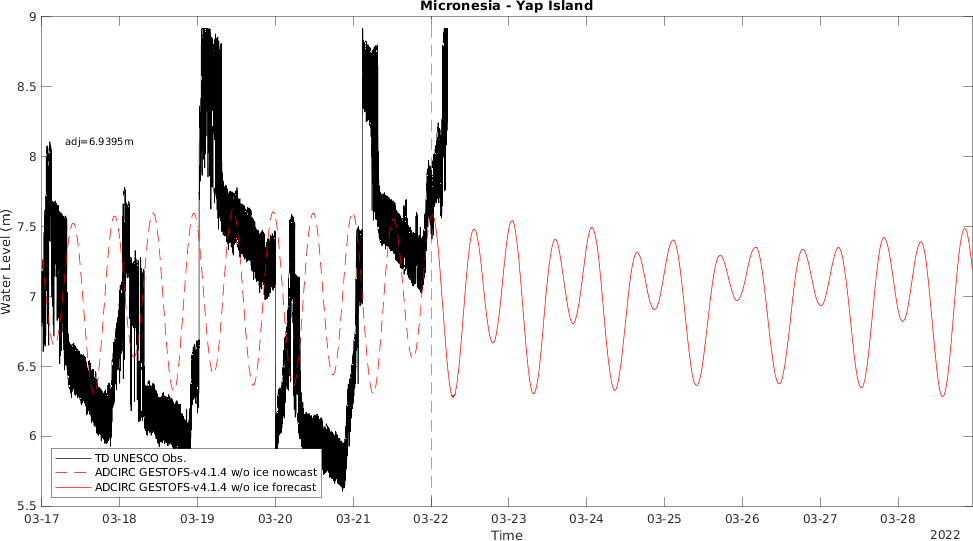 Micronesia - Yap Island
9
8.5
8
7.5
7
6.5
6
5.5
Water Level (m)
adj=6.9395m
TD UNESCO Obs.
ADCIRC GESTOFS-v4.1.4 w/o ice nowcast
ADCIRC GESTOFS-v4.1.4 w/o ice forecast
03-17 03-18 03-19 03-20 03-21 03-22 03-23 03-24 03-25 03-26 03-27 03-28
Time
2022